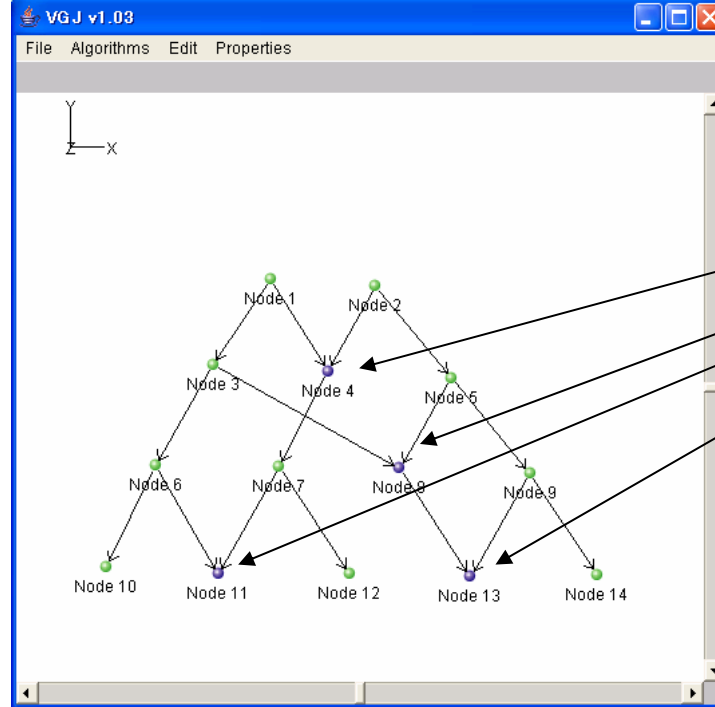 VGJ v1.03
File Algorithms Edit Properties
Y
Z X
Node 1
Node 2
Node 3
Node 4
Node 5
Node 6
Node 7
Node 8
Node 9
Node 10
Node 11
Node 12
Node 13
Node 14